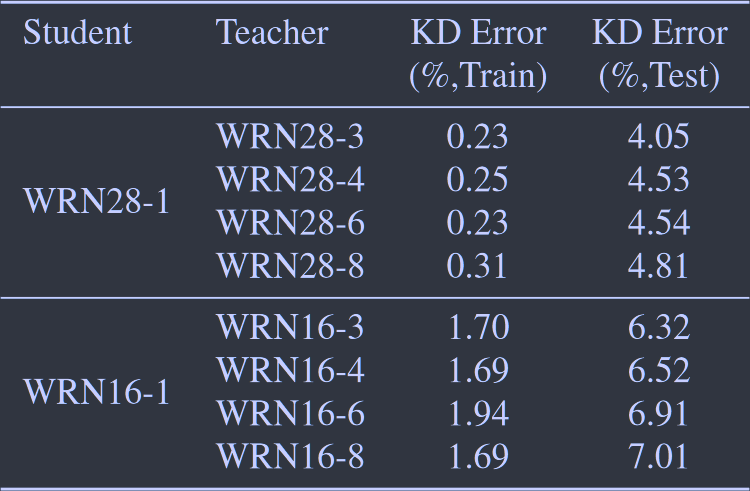 Student Teacher KD Error KD Error
(%,Train) (%,Test)
WRN28-3 0.23 4.05
WRN28-4 0.25 4.53
WRN28-1
WRN28-6 0.23 4.54
WRN28-8 0.31 4.81
WRN16-3 1.70 6.32
WRN16-4 1.69 6.52
WRN16-1
WRN16-6 1.94 6.91
WRN16-8 1.69 7.01